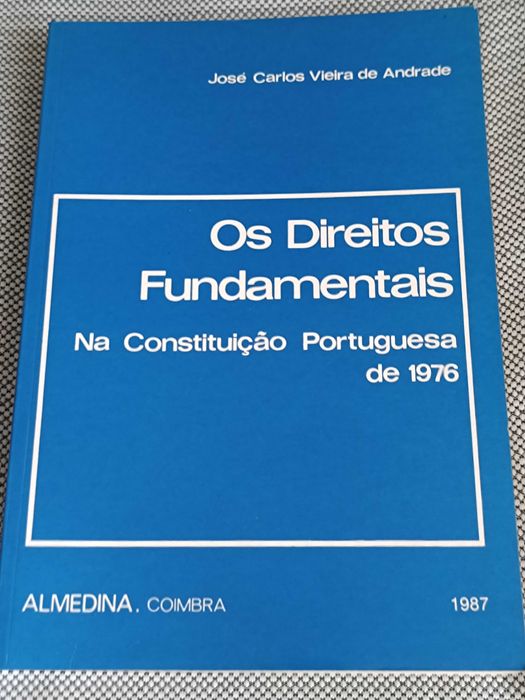 José Carlos Vieira de Andrade
Os Direitos
Fundamentais
Na Constituição Portuguesa
de 1976
ALMEDINA. COIMBRA
1987